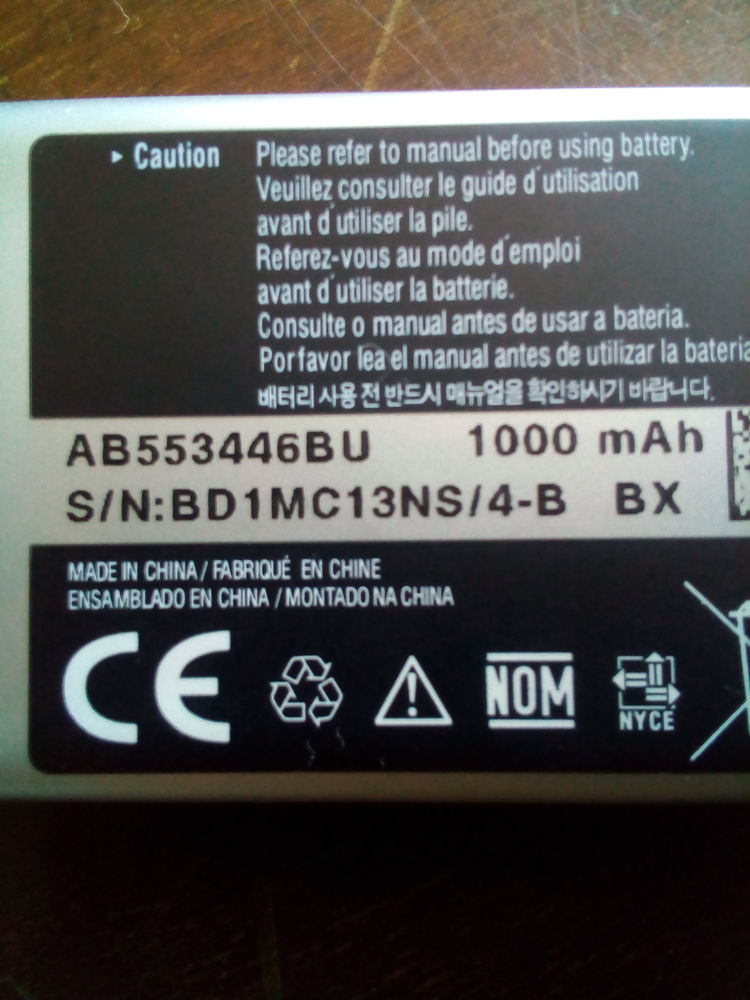 ▸ Caution Please refer to manual before using battery.
Veuillez consulter le guide d'utilisation
avant d'utiliser la pile.
Referez-vous au mode d'emploi
avant d'utiliser la batterie.
Consulte o manual antes de usar a bateria.
Porfavor lea el manual antes de utilizar la bateria
배터리 사용 전 반드시 매뉴얼을 확인하시기 바랍니다.
AB553446BU 1000 mAh
S/N:BD1MC13NS/4-B BX
MADE IN CHINA / FABRIQUÉ EN CHINE
ENSAMBLADO EN CHINA / MONTADO NA CHINA
CE NOM NYCE